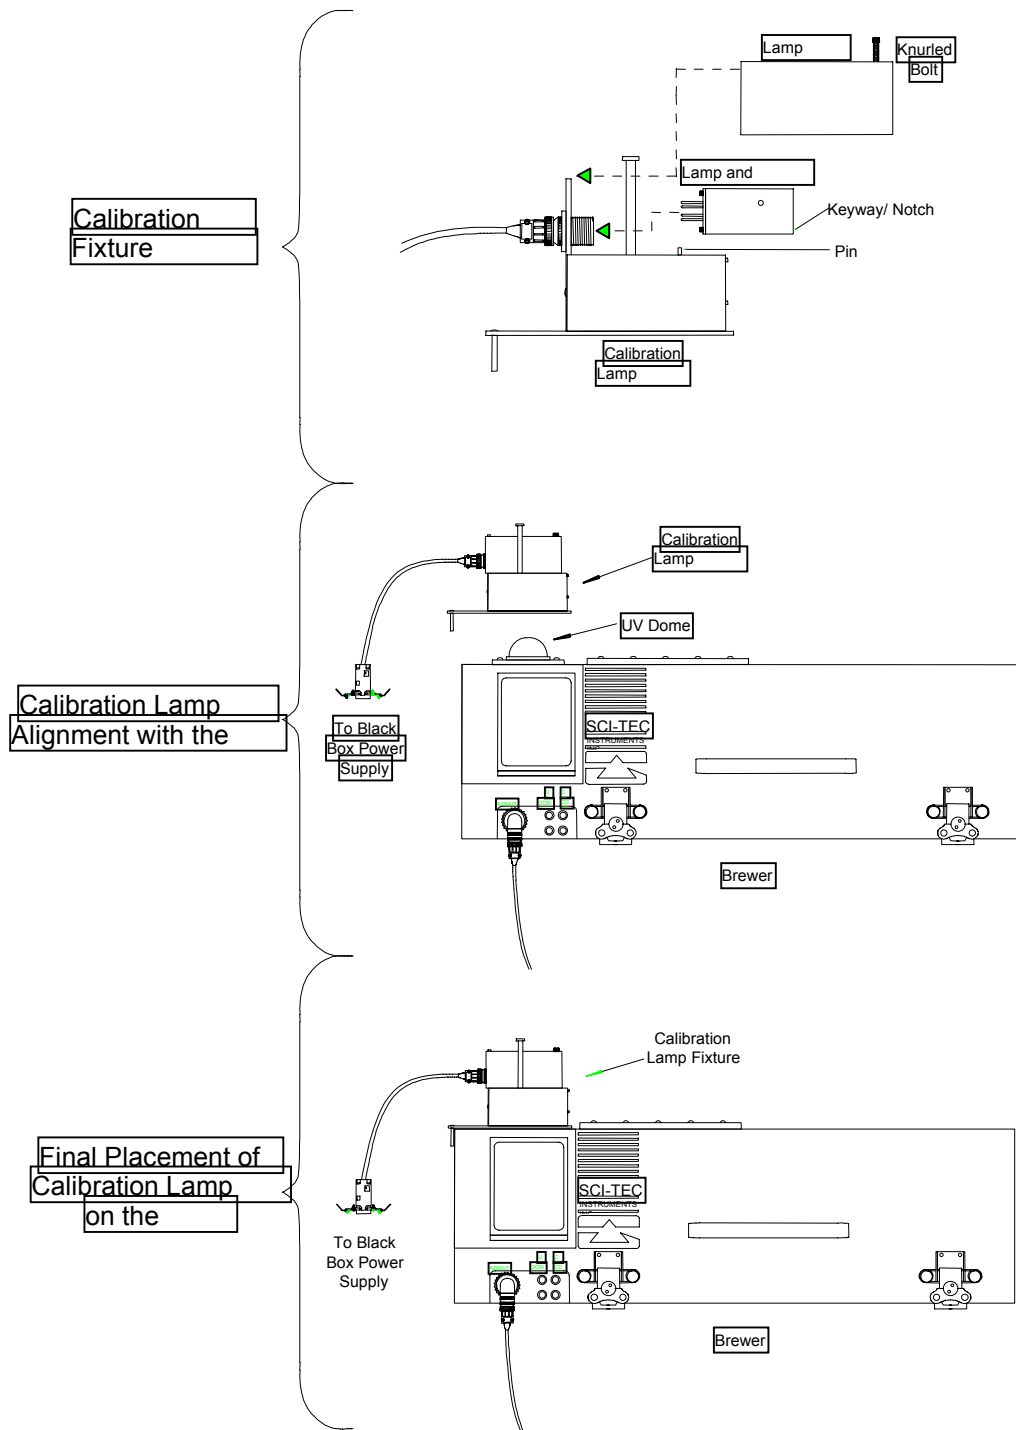 Lamp
Knurled
Bolt
Calibration
Fixture
Lamp and
Keyway/ Notch
Pin
Calibration
Lamp
Calibration
Lamp
UV Dome
Calibration Lamp
Alignment with the
To Black
Box Power
Supply
SCI-TEC
INSTRUMENTS
Brewer
Calibration
Lamp Fixture
Final Placement of
Calibration Lamp
on the
SCI-TEC
INSTRUMENTS
To Black
Box Power
Supply
Brewer